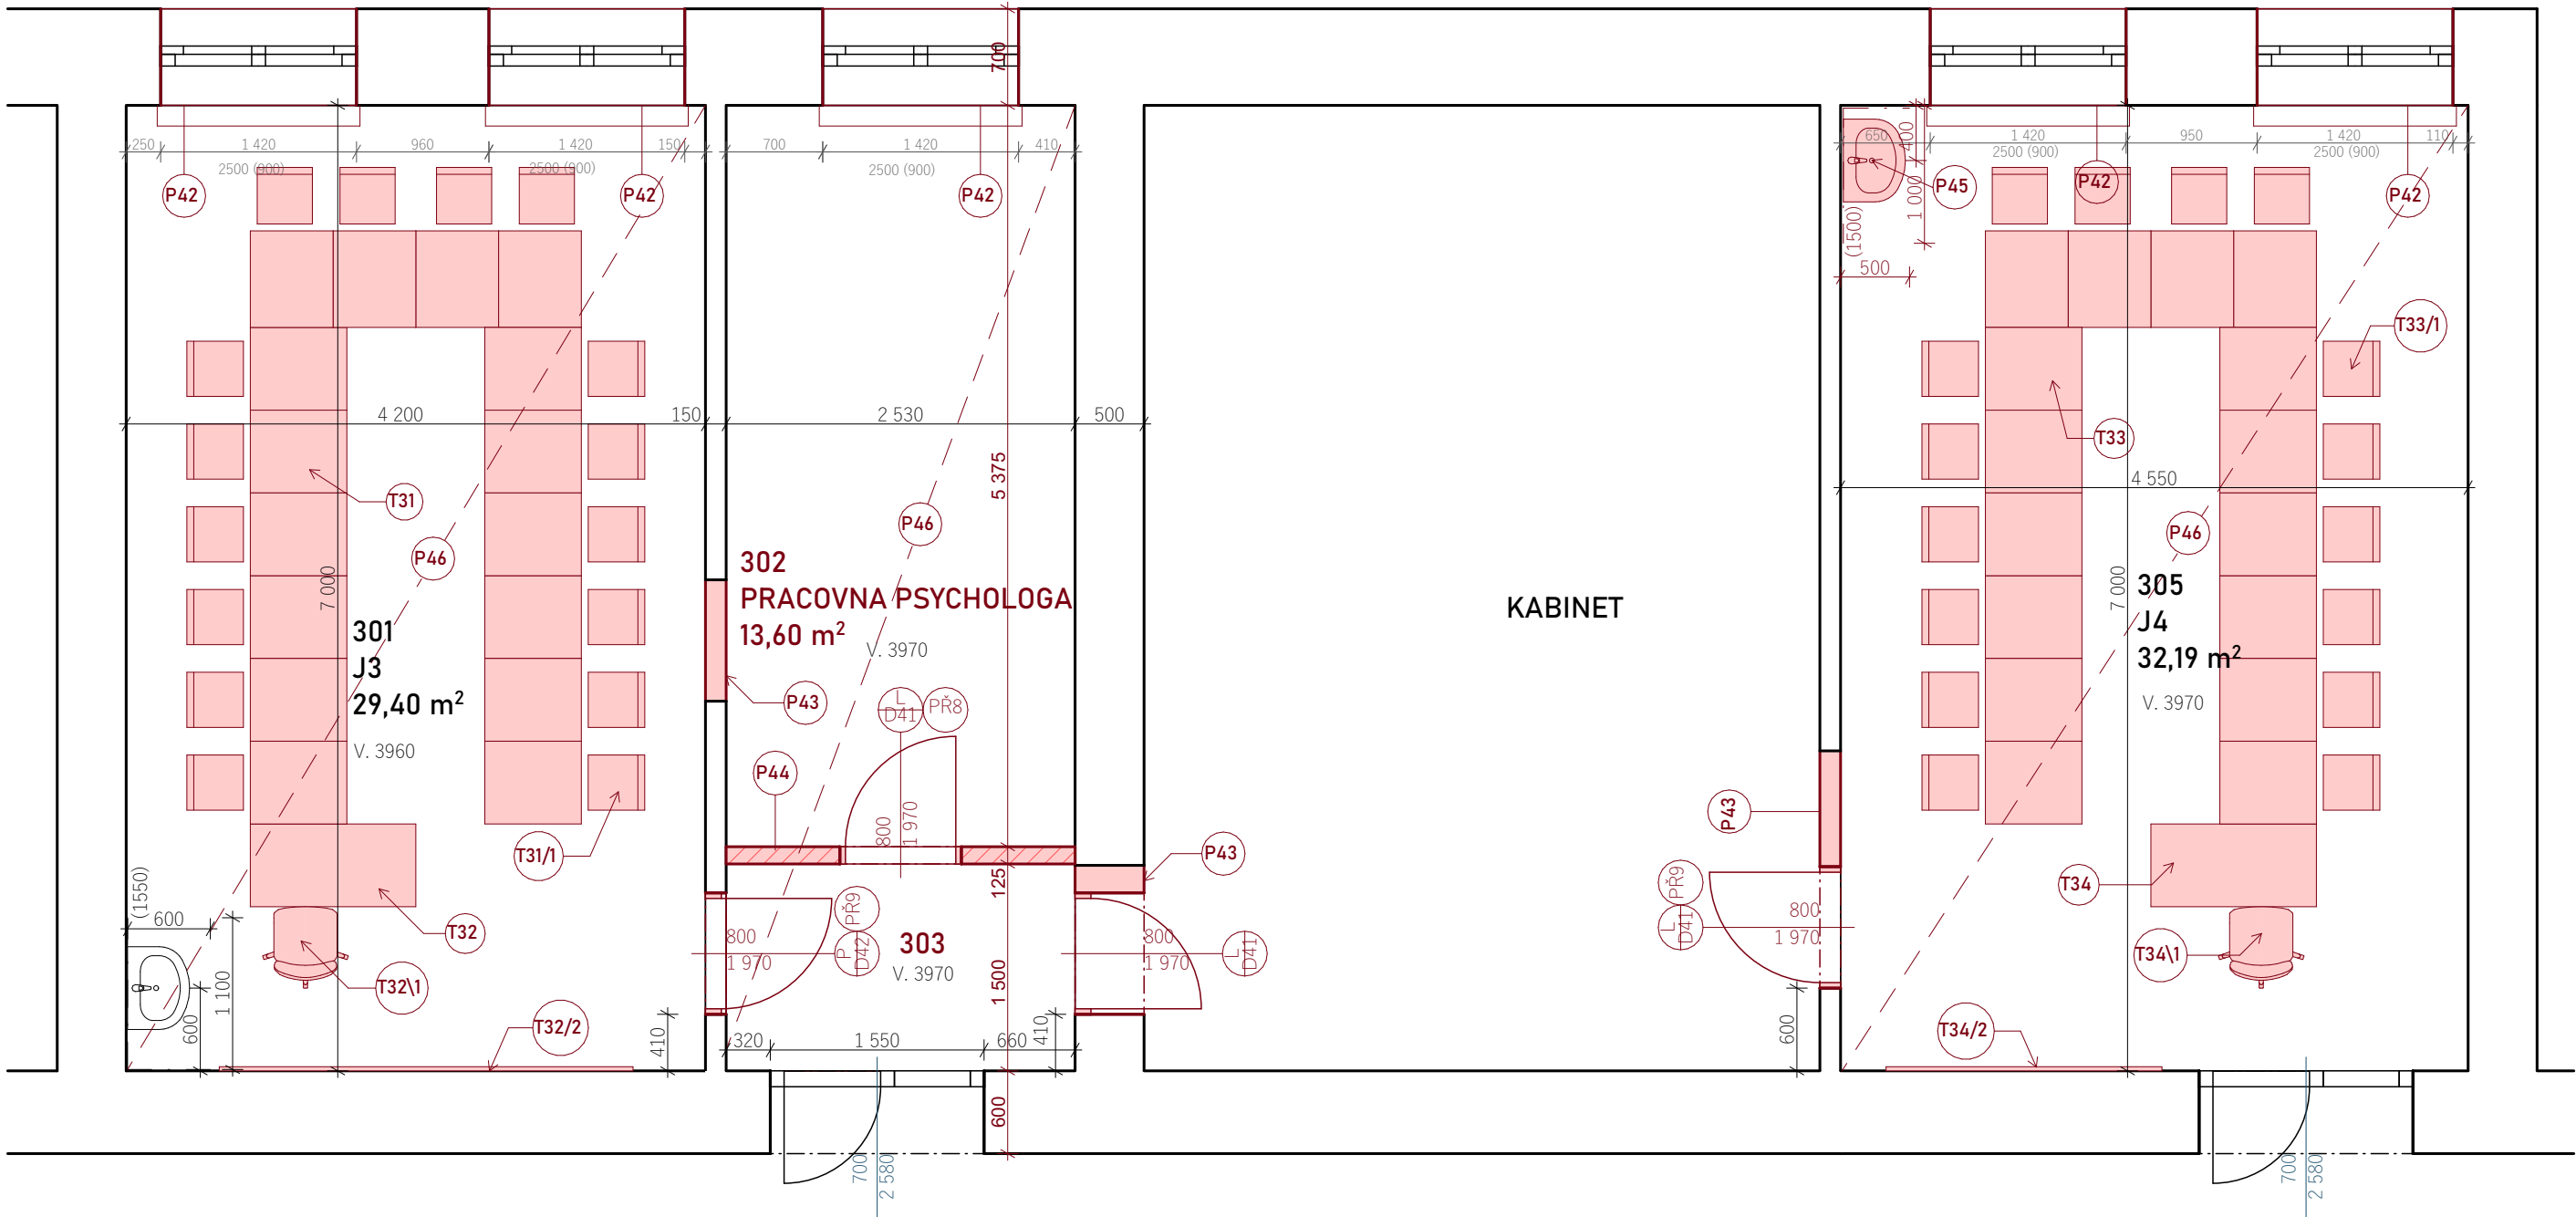 700
250
1 420
960
1 420
150
2500 (900)
2500 (900)
P42
P42
700
1 420
410
2500 (900)
P42
650
400
1 420
950
1 420
110
2500 (900)
2500 (900)
P45
P42
P42
1 000
(1500)
500
T33/1
4 200
150
2 530
500
T33
5 375
4 550
T31
P46
P46
P46
7 000
7 000
302
PRACOVNA PSYCHOLOGA
13,60 m²
V. 3970
301
J3
29,40 m²
V. 3960
KABINET
305
J4
32,19 m²
V. 3970
P43
L
D41
PŘ8
P44
800
1 970
P43
P43
T31/1
125
(1550)
600
T32
T32\1
1 100
600
T32/2
410
800
1 970
PŘ9
P
D42
303
V. 3970
1 500
800
1 970
L
D41
320
1 550
660
410
600
700
2 580
PŘ9
L
D41
800
1 970
600
T34
T34\1
T34/2
700
2 580